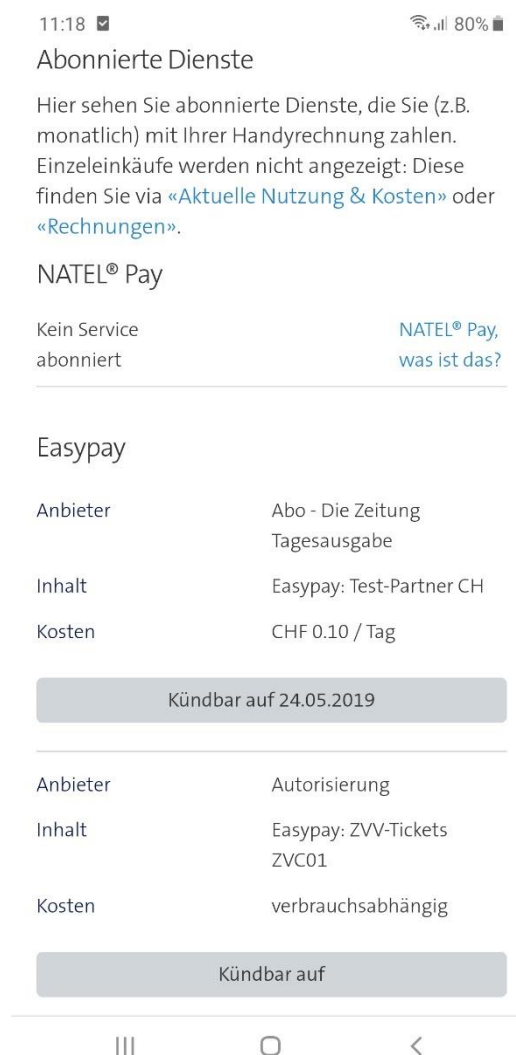 11:18 80%
Abonnierte Dienste
Hier sehen Sie abonnierte Dienste, die Sie (z.B.
monatlich) mit Ihrer Handyrechnung zahlen.
Einzeleinkäufe werden nicht angezeigt: Diese
finden Sie via «Aktuelle Nutzung & Kosten» oder
«Rechnungen».
NATEL® Pay
Kein Service NATEL® Pay,
abonniert was ist das?
Easypay
Anbieter Abo - Die Zeitung
Tagesausgabe
Inhalt Easypay: Test-Partner CH
Kosten CHF 0.10 / Tag
Kündbar auf 24.05.2019
Anbieter Autorisierung
Inhalt Easypay: ZVV-Tickets
ZVC01
Kosten verbrauchsabhängig
Kündbar auf